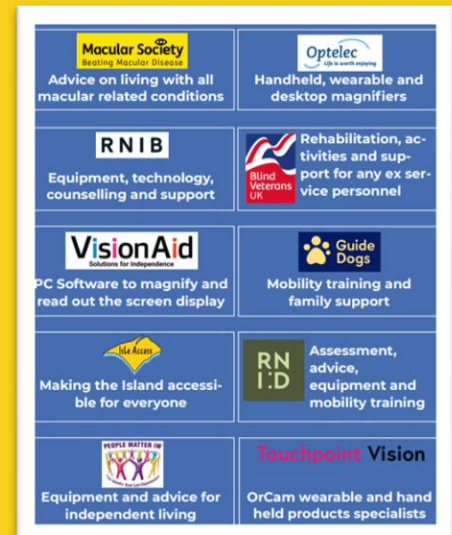 Macular Society
Beating Macular Disease
Advice on living with all
macular related conditions
Optelec
Life is worth enjoying
Handheld, wearable and
desktop magnifiers
RNIB
Equipment, technology,
counselling and support
Blind
Veterans
UK
Rehabilitation, ac-
tivities and sup-
port for any ex ser-
vice personnel
VisionAid
Solutions for Independence
PC Software to magnify and
read out the screen display
Guide
Dogs
Mobility training and
family support
Isle Access
Making the Island accessi-
ble for everyone
RN
I:D
Assessment,
advice,
equipment and
mobility training
PEOPLE MATTER IW
Equipment and advice for
independent living
Touchpoint Vision
OrCam wearable and hand
held products specialists